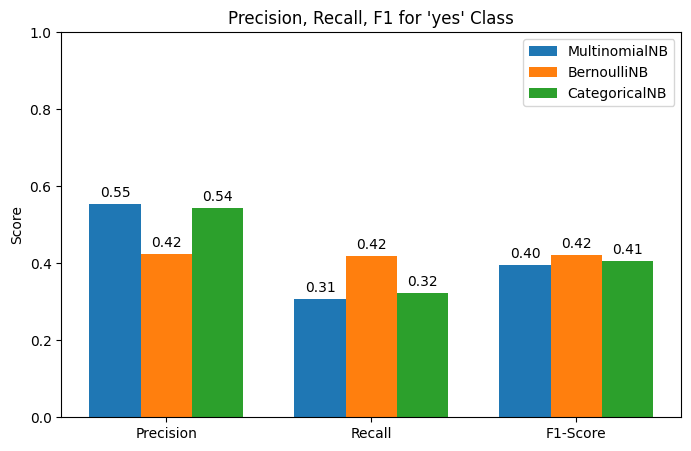 Precision, Recall, F1 for 'yes' Class
1.0
0.8
0.6
0.4
0.2
0.0
Score
MultinomialNB
BernoulliNB
CategoricalNB
0.55
0.42
0.54
0.31
0.42
0.32
0.40
0.42
0.41
Precision
Recall
F1-Score